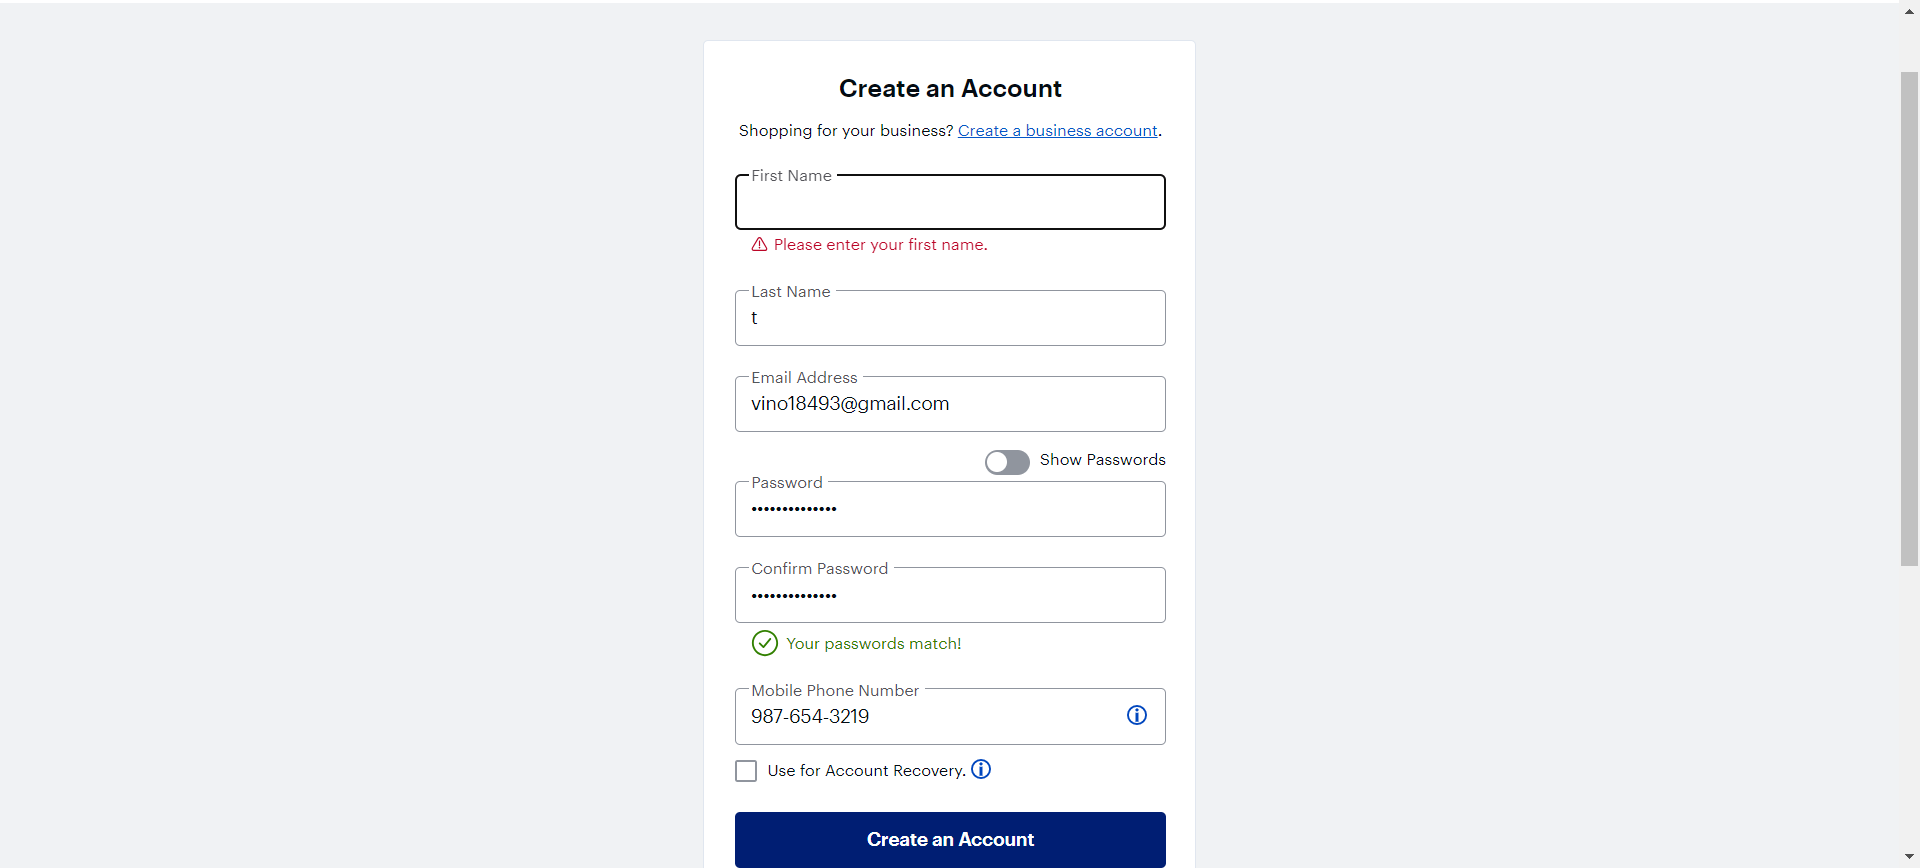 Create an Account
Shopping for your business? Create a business account.
First Name
Please enter your first name.
Last Name
t
Email Address
vino18493@gmail.com
Show Passwords
Password
••••••••••••••
Confirm Password
••••••••••••••
Your passwords match!
Mobile Phone Number
987-654-3219
Use for Account Recovery.
Create an Account